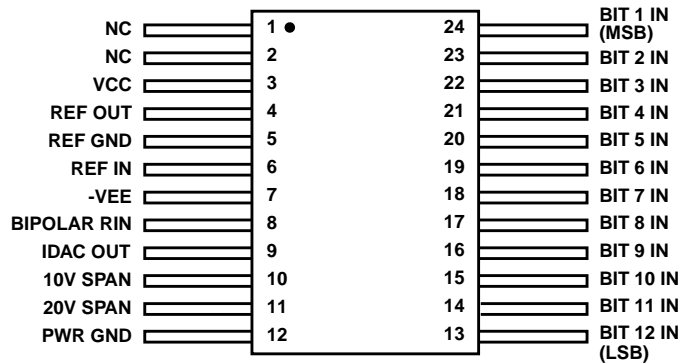 BIT 1 IN
NC 1 24 (MSB)
NC 2 23 BIT 2 IN
VCC 3 22 BIT 3 IN
REF OUT 4 21 BIT 4 IN
REF GND 5 20 BIT 5 IN
REF IN 6 19 BIT 6 IN
-VEE 7 18 BIT 7 IN
BIPOLAR RIN 8 17 BIT 8 IN
IDAC OUT 9 16 BIT 9 IN
10V SPAN 10 15 BIT 10 IN
20V SPAN 11 14 BIT 11 IN
PWR GND 12 13 BIT 12 IN
(LSB)